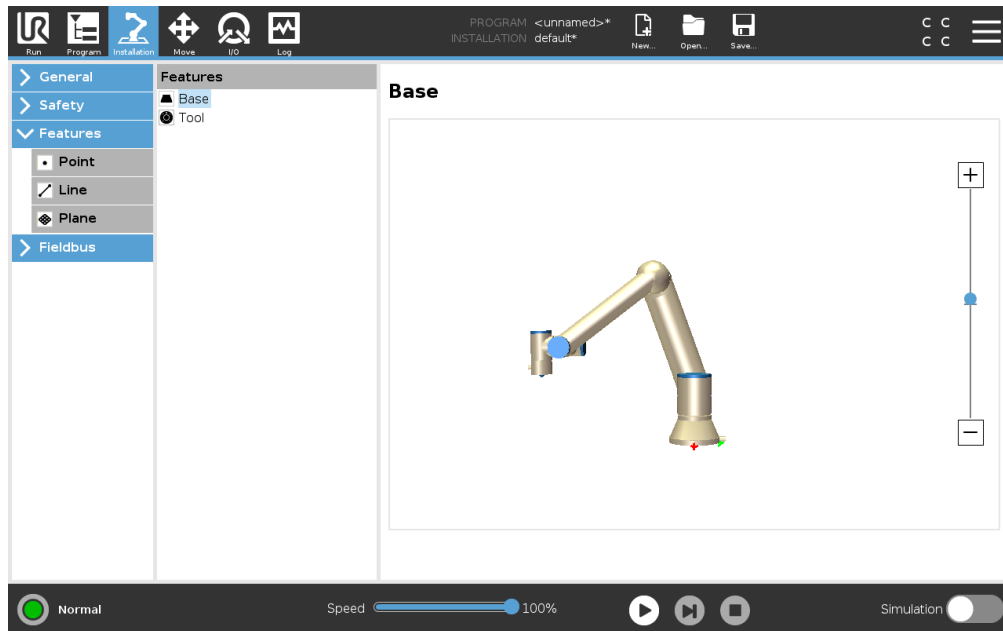 PROGRAM <unnamed>*
INSTALLATION default*
UR
Run
Program
Installation
Move
I/O
Log
New...
Open...
Save...
C C
C C
General
Safety
Features
Point
Line
Plane
Fieldbus
Features
Base
Tool
Base
+
−
Normal
Speed 100%
Simulation